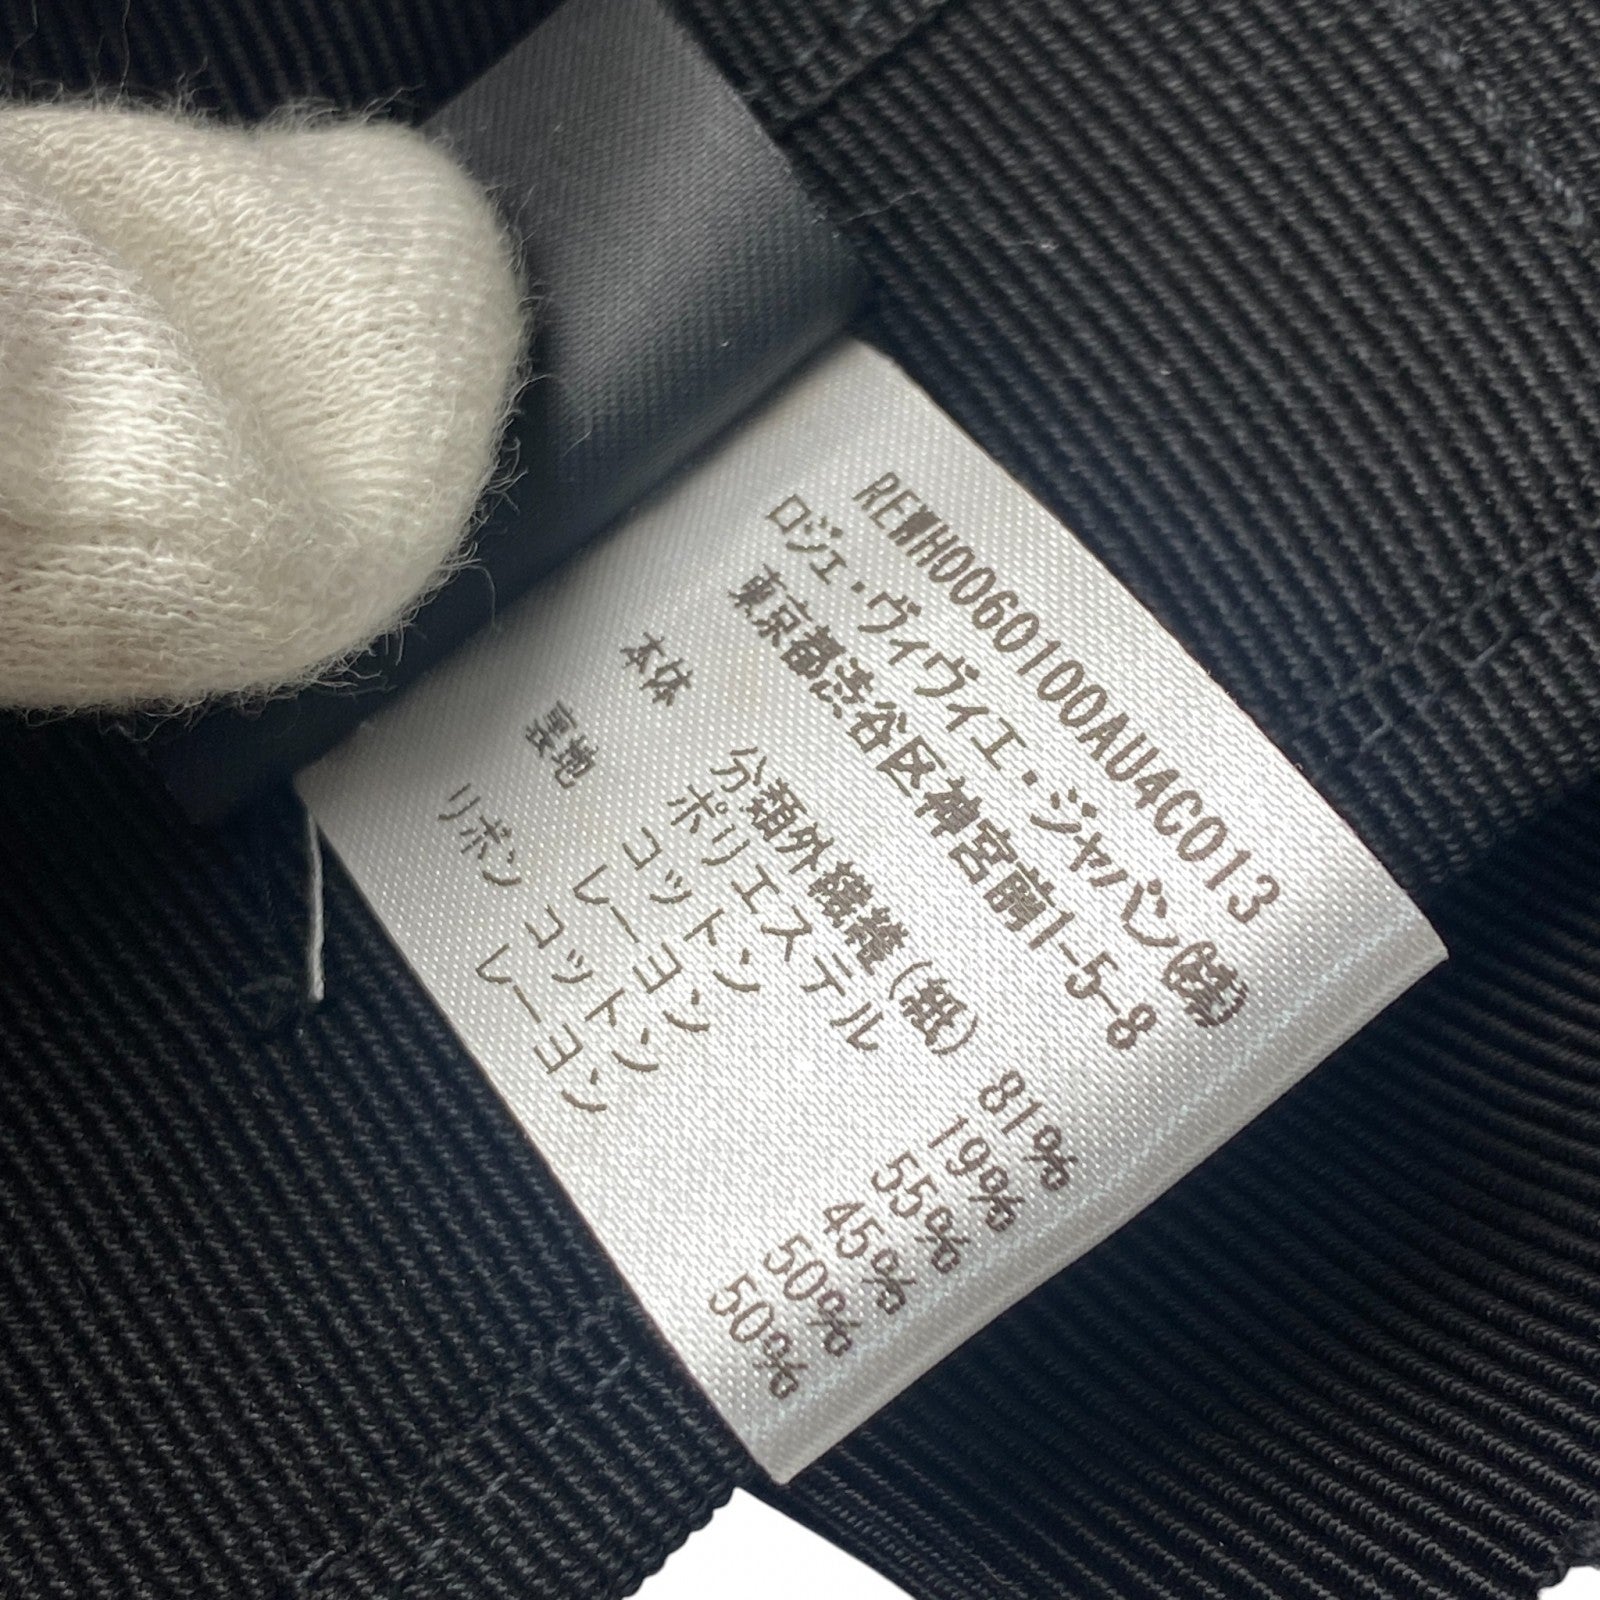 REWH0060100AU4C013
ロジェ・ヴィヴィエ・ジャパン(株)
東京都渋谷区神宮前1-5-8
本体 分類外繊維(紙) 81%
ポリエステル 19%
裏地 コットン 55%
レーヨン 45%
リボン コットン 50%
レーヨン 50%